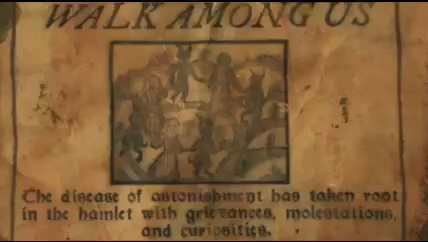 WALK AMONG US
The disease of astonishment has taken root
in the hamlet with grievances, molestations,
and curiosities.